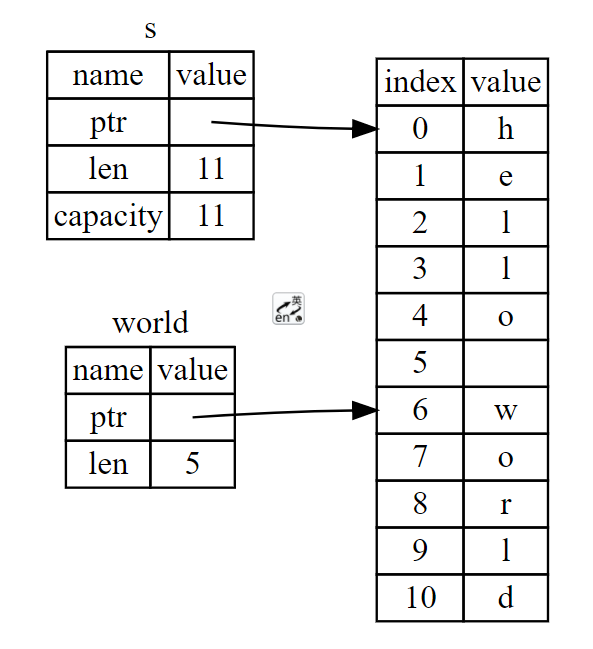 s
name value
ptr
len 11
capacity 11
world
name value
ptr
len 5
英
en
index value
0 h
1 e
2 l
3 l
4 o
5
6 w
7 o
8 r
9 l
10 d